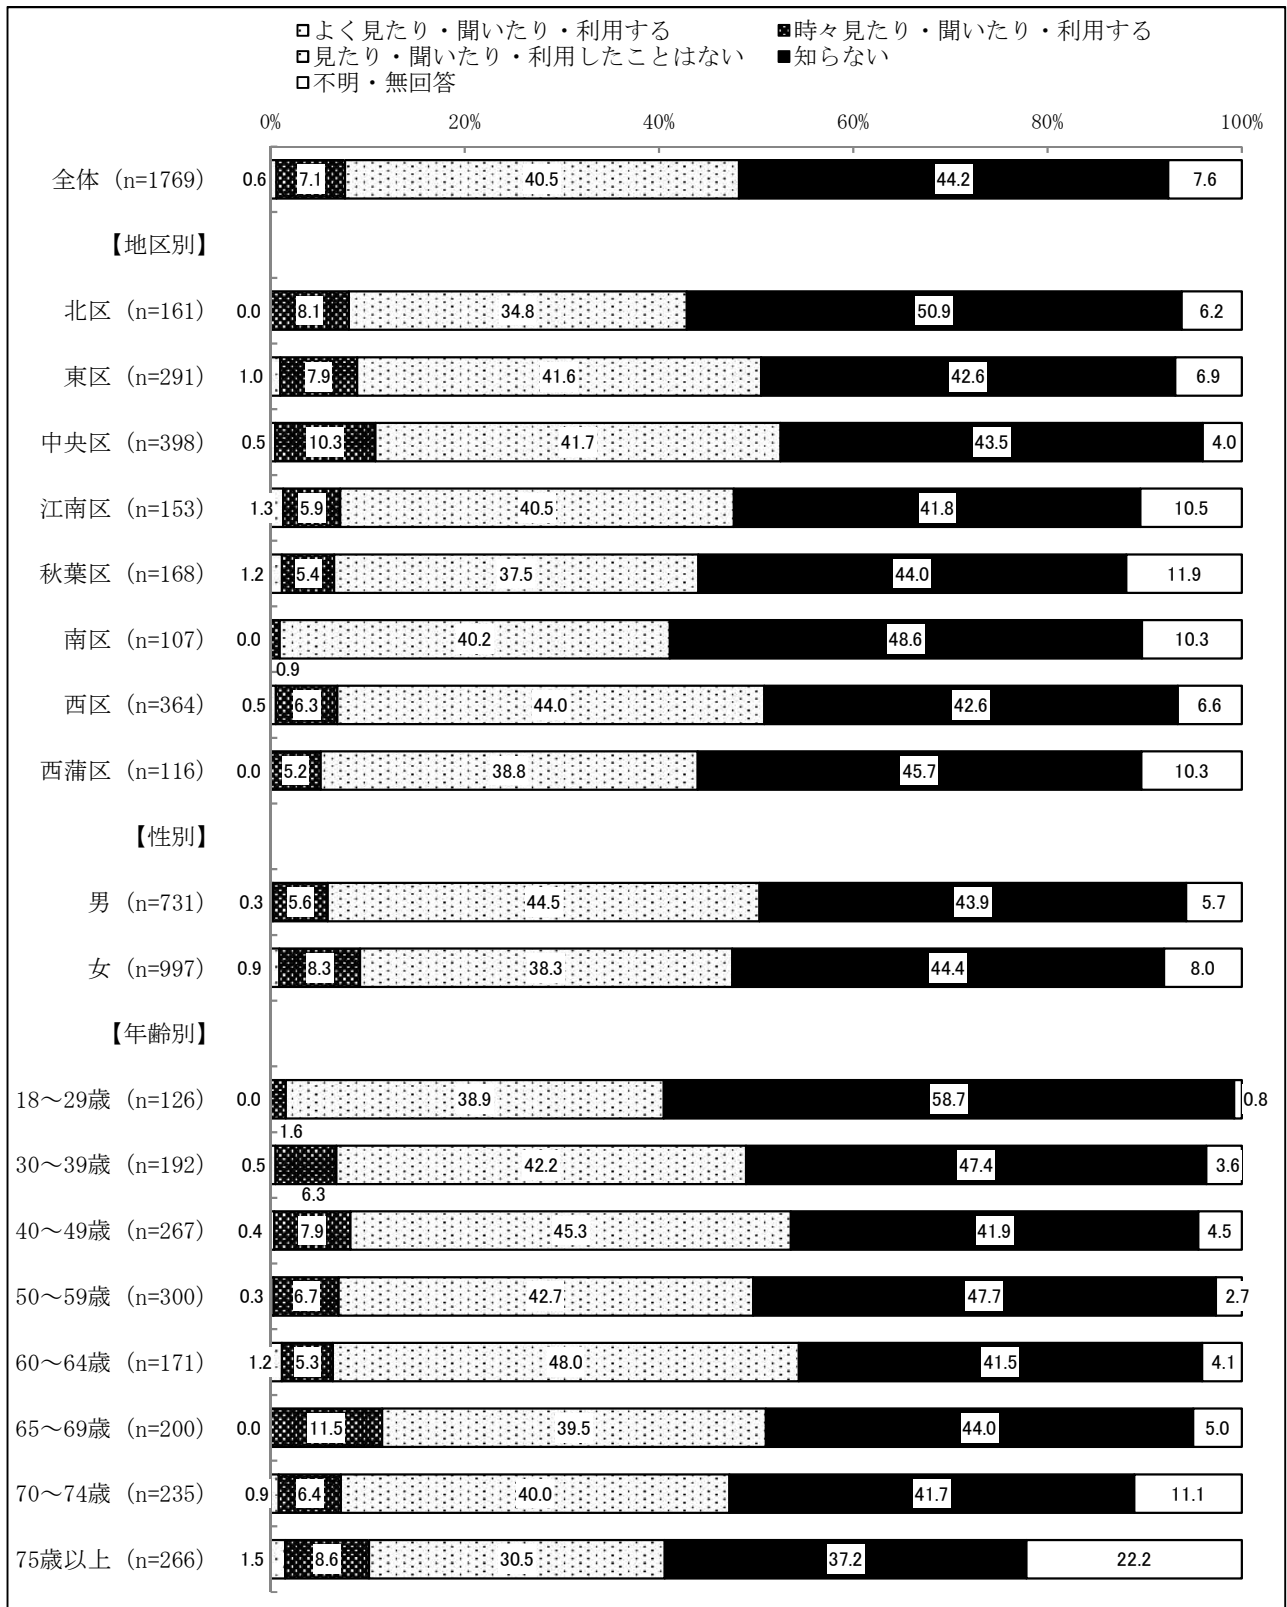 よく見たり・聞いたり・利用する 時々見たり・聞いたり・利用する
見たり・聞いたり・利用したことはない 知らない
不明・無回答
0% 20% 40% 60% 80% 100%
全体 (n=1769) 0.6 7.1 40.5 44.2 7.6
【地区別】
北区 (n=161) 0.0 8.1 34.8 50.9 6.2
東区 (n=291) 1.0 7.9 41.6 42.6 6.9
中央区 (n=398) 0.5 10.3 41.7 43.5 4.0
江南区 (n=153) 1.3 5.9 40.5 41.8 10.5
秋葉区 (n=168) 1.2 5.4 37.5 44.0 11.9
南区 (n=107) 0.0 40.2 48.6 10.3
0.9
西区 (n=364) 0.5 6.3 44.0 42.6 6.6
西蒲区 (n=116) 0.0 5.2 38.8 45.7 10.3
【性別】
男 (n=731) 0.3 5.6 44.5 43.9 5.7
女 (n=997) 0.9 8.3 38.3 44.4 8.0
【年齢別】
18～29歳 (n=126) 0.0 38.9 58.7 0.8
1.6
30～39歳 (n=192) 0.5 42.2 47.4 3.6
6.3
40～49歳 (n=267) 0.4 7.9 45.3 41.9 4.5
50～59歳 (n=300) 0.3 6.7 42.7 47.7 2.7
60～64歳 (n=171) 1.2 5.3 48.0 41.5 4.1
65～69歳 (n=200) 0.0 11.5 39.5 44.0 5.0
70～74歳 (n=235) 0.9 6.4 40.0 41.7 11.1
75歳以上 (n=266) 1.5 8.6 30.5 37.2 22.2